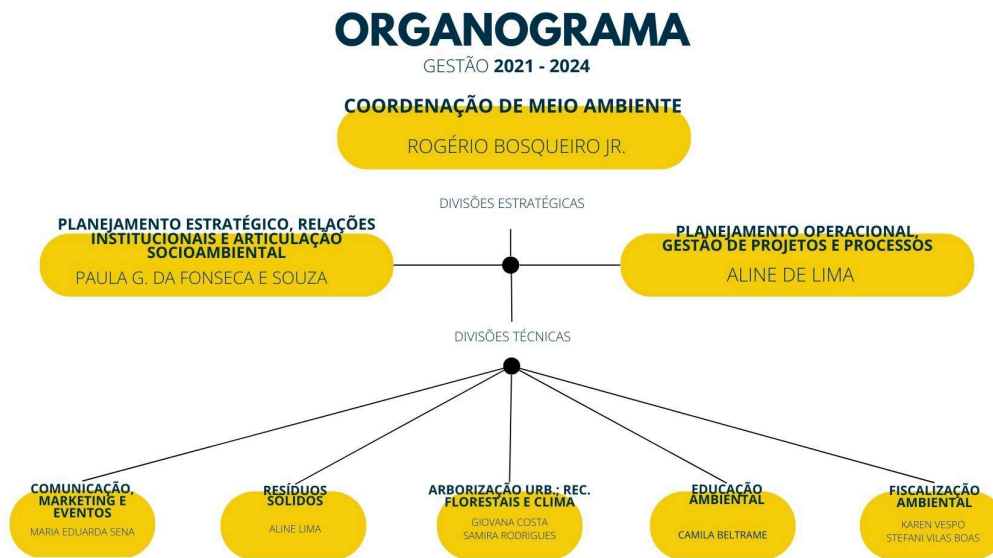 ORGANOGRAMA
GESTÃO 2021 - 2024
COORDENAÇÃO DE MEIO AMBIENTE
ROGÉRIO BOSQUEIRO JR.
DIVISÕES ESTRATÉGICAS
PLANEJAMENTO ESTRATÉGICO, RELAÇÕES
INSTITUCIONAIS E ARTICULAÇÃO
SOCIOAMBIENTAL
PAULA G. DA FONSECA E SOUZA
PLANEJAMENTO OPERACIONAL,
GESTÃO DE PROJETOS E PROCESSOS
ALINE DE LIMA
DIVISÕES TÉCNICAS
COMUNICAÇÃO,
MARKETING E
EVENTOS
MARIA EDUARDA SENA
RESÍDUOS
SÓLIDOS
ALINE LIMA
ARBORIZAÇÃO URB.; REC.
FLORESTAIS E CLIMA
GIOVANA COSTA
SAMIRA RODRIGUES
EDUCAÇÃO
AMBIENTAL
CAMILA BELTRAME
FISCALIZAÇÃO
AMBIENTAL
KAREN VESPO
STEFANI VILAS BOAS